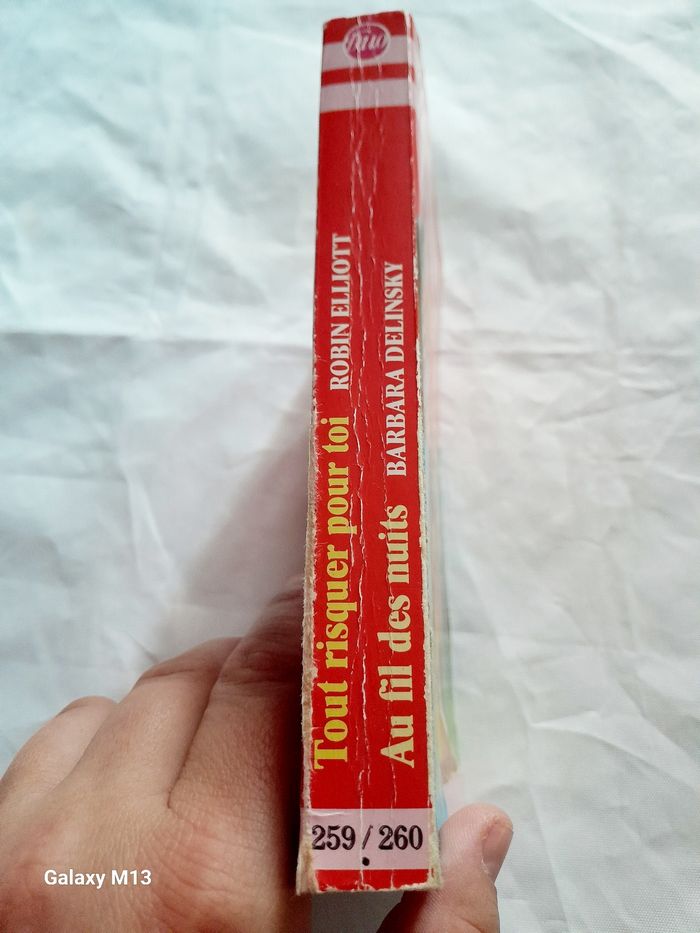 Tout risquer pour toi ROBIN ELLIOTT
Au fil des nuits BARBARA DELINSKY
259 / 260
Galaxy M13